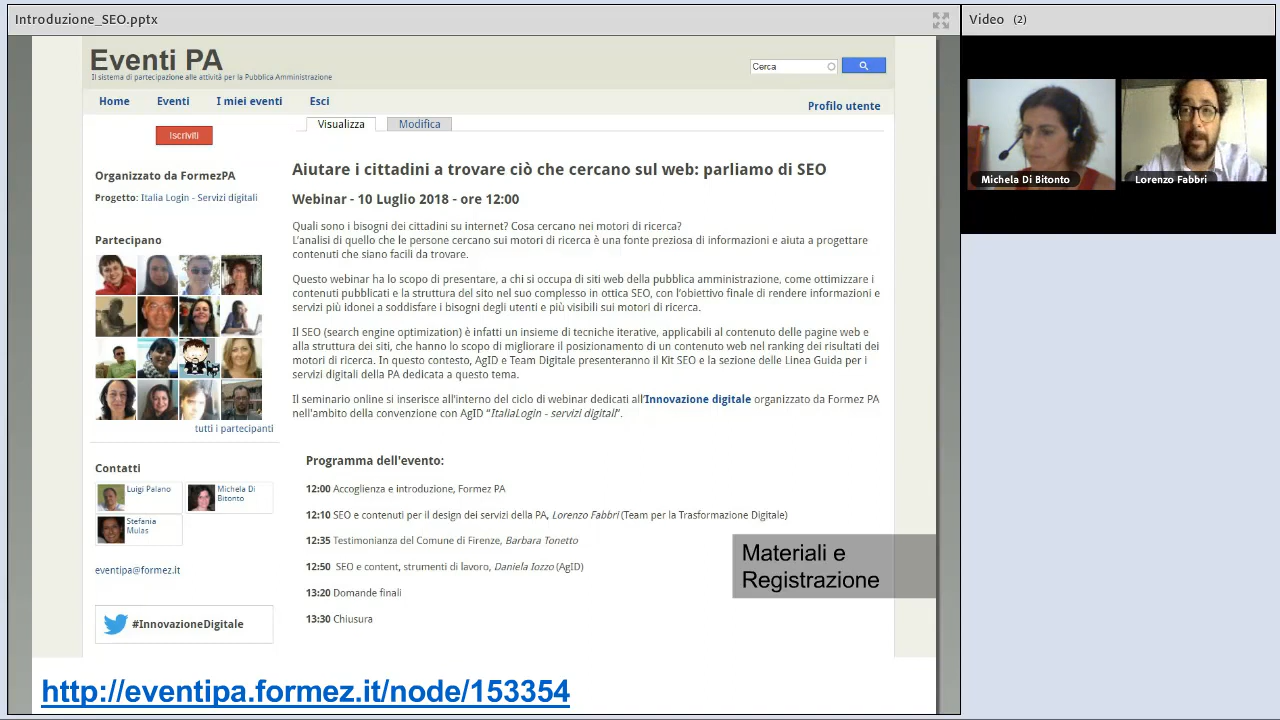 Introduzione_SEO.pptx
Video (2)
Eventi PA
Il sistema di partecipazione alle attività per la Pubblica Amministrazione
Cerca
Home Eventi I miei eventi Esci
Profilo utente
Visualizza Modifica
Iscriviti
Organizzato da FormezPA
Progetto: Italia Login - Servizi digitali
Partecipano
tutti i partecipanti
Contatti
Luigi Palano
Michela Di
Bitonto
Stefania
Mulas
eventipa@formez.it
#InnovazioneDigitale
Aiutare i cittadini a trovare ciò che cercano sul web: parliamo di SEO
Webinar - 10 Luglio 2018 - ore 12:00
Quali sono i bisogni dei cittadini su internet? Cosa cercano nei motori di ricerca?
L'analisi di quello che le persone cercano sui motori di ricerca è una fonte preziosa di informazioni e aiuta a progettare
contenuti che siano facili da trovare.
Questo webinar ha lo scopo di presentare, a chi si occupa di siti web della pubblica amministrazione, come ottimizzare i
contenuti pubblicati e la struttura del sito nel suo complesso in ottica SEO, con l'obiettivo finale di rendere informazioni e
servizi più idonei a soddisfare i bisogni degli utenti e più visibili sui motori di ricerca.
Il SEO (search engine optimization) è infatti un insieme di tecniche iterative, applicabili al contenuto delle pagine web e
alla struttura dei siti, che hanno lo scopo di migliorare il posizionamento di un contenuto web nel ranking dei risultati dei
motori di ricerca. In questo contesto, AgID e Team Digitale presenteranno il Kit SEO e la sezione delle Linea Guida per i
servizi digitali della PA dedicata a questo tema.
Il seminario online si inserisce all'interno del ciclo di webinar dedicati all'Innovazione digitale organizzato da Formez PA
nell'ambito della convenzione con AgID "ItaliaLogin - servizi digitali".
Programma dell'evento:
12:00 Accoglienza e introduzione, Formez PA
12:10 SEO e contenuti per il design dei servizi della PA, Lorenzo Fabbri (Team per la Trasformazione Digitale)
12:35 Testimonianza del Comune di Firenze, Barbara Tonetto
12:50 SEO e content, strumenti di lavoro, Daniela Iozzo (AgID)
13:20 Domande finali
13:30 Chiusura
Materiali e
Registrazione
http://eventipa.formez.it/node/153354
Michela Di Bitonto
Lorenzo Fabbri